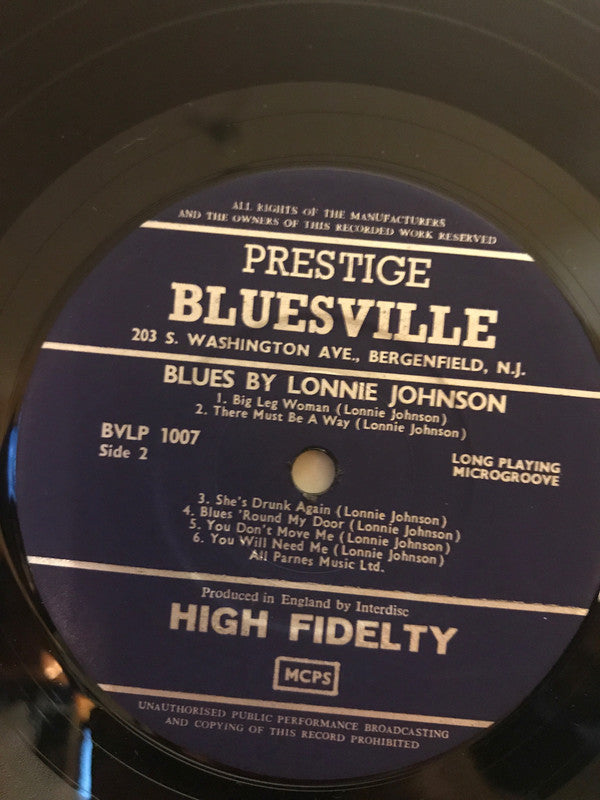 ALL RIGHTS OF THE MANUFACTURERS
AND THE OWNERS OF THIS RECORDED WORK RESERVED
PRESTIGE
BLUESVILLE
203 S. WASHINGTON AVE., BERGENFIELD, N.J.
BLUES BY LONNIE JOHNSON
1. Big Leg Woman (Lonnie Johnson)
2. There Must Be A Way (Lonnie Johnson)
BVLP 1007
Side 2
LONG PLAYING
MICROGROOVE
3. She's Drunk Again (Lonnie Johnson)
4. Blues 'Round My Door (Lonnie Johnson)
5. You Don't Move Me (Lonnie Johnson)
6. You Will Need Me (Lonnie Johnson)
All Parnes Music Ltd.
Produced in England by Interdisc
HIGH FIDELTY
MCPS
UNAUTHORISED PUBLIC PERFORMANCE BROADCASTING
AND COPYING OF THIS RECORD PROHIBITED